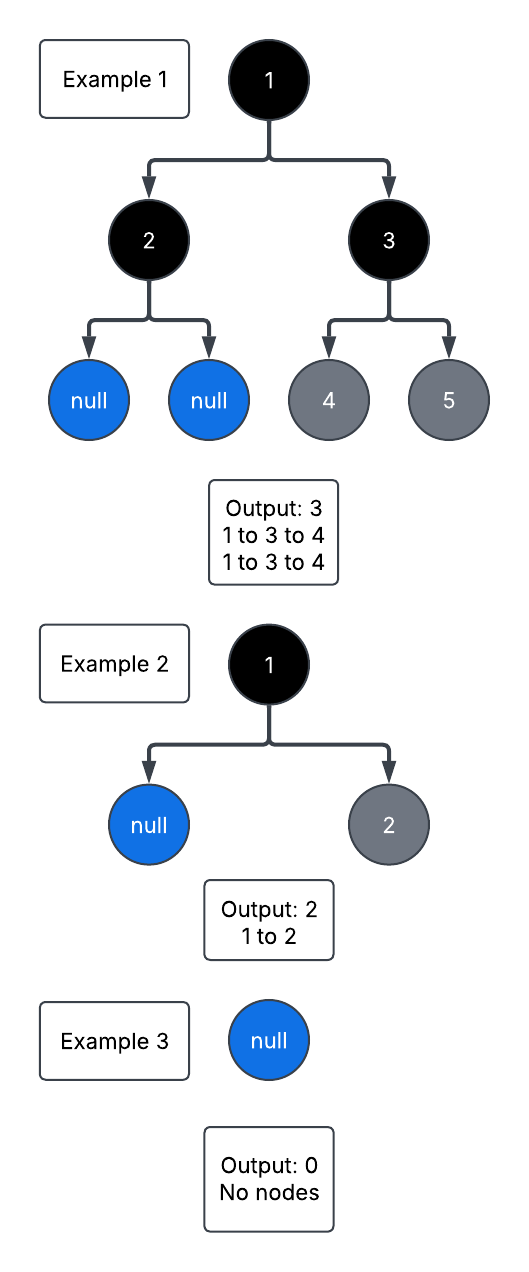 Example 1
1
2
3
null
null
4
5
Output: 3
1 to 3 to 4
1 to 3 to 4
Example 2
1
null
2
Output: 2
1 to 2
Example 3
null
Output: 0
No nodes